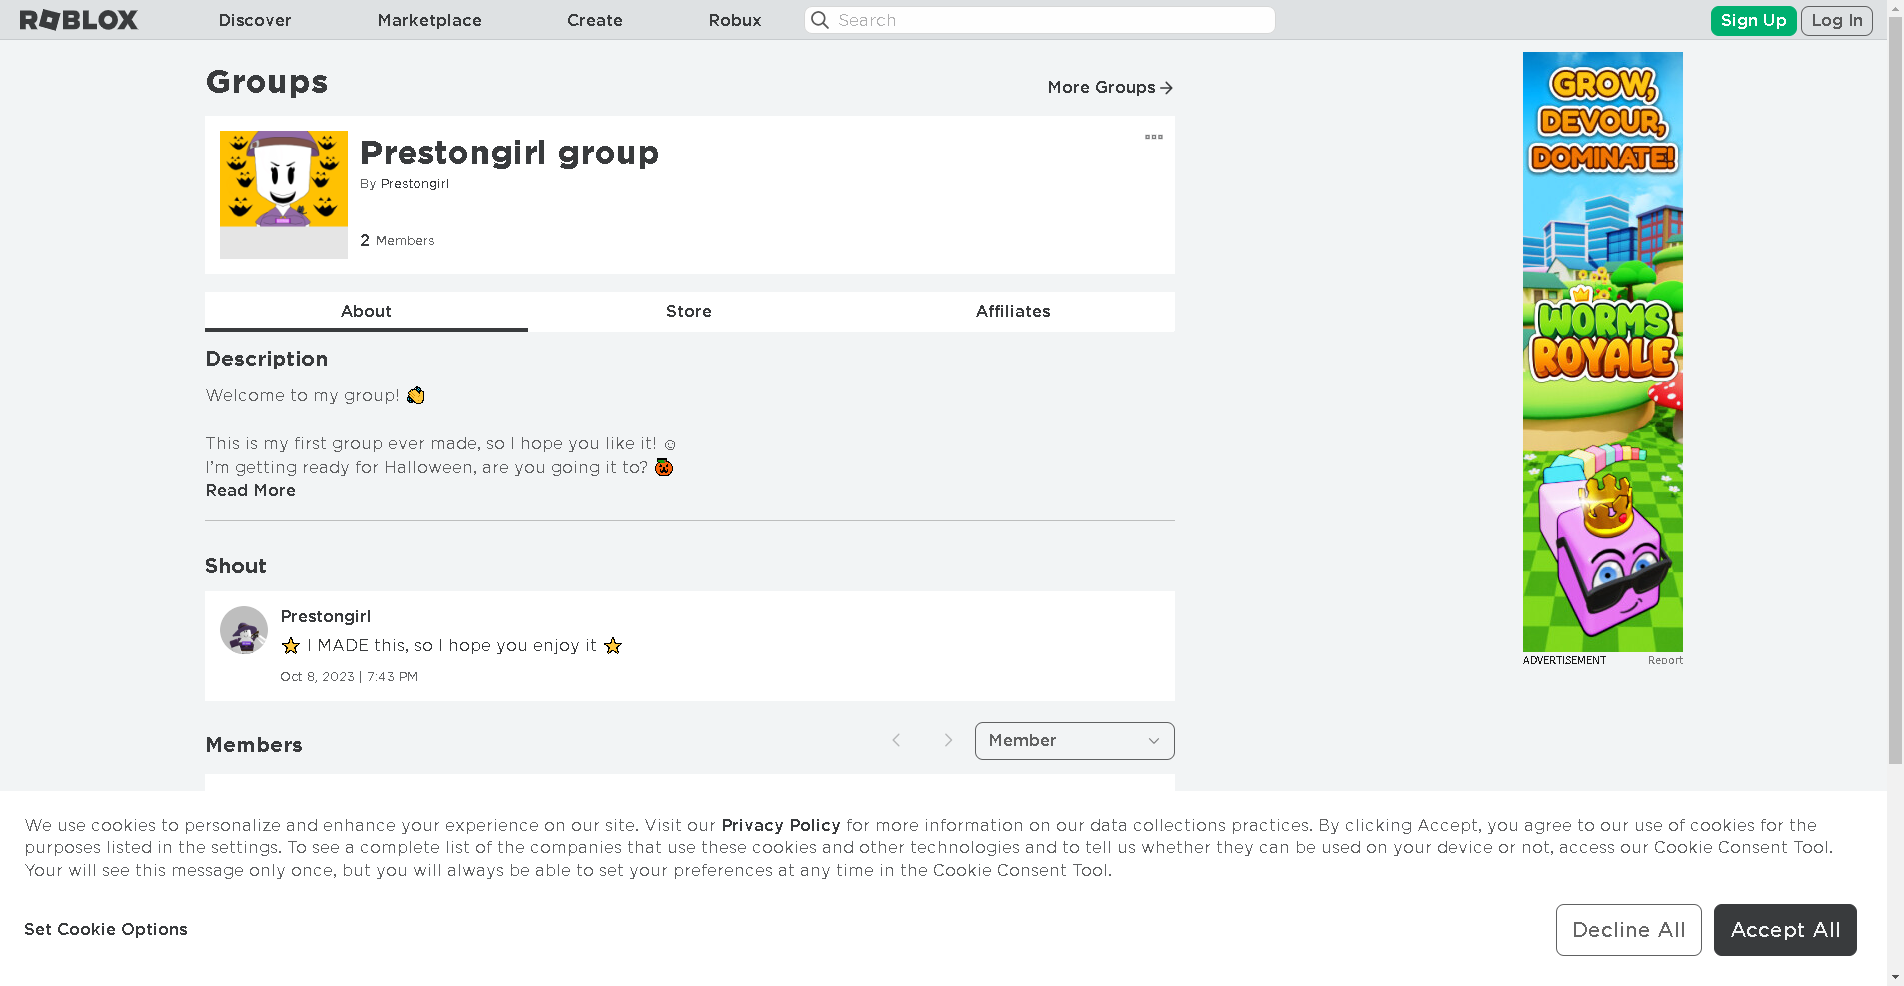 ROBLOX
Discover
Marketplace
Create
Robux
Search
Sign Up
Log In
Groups
More Groups
Prestongirl group
By Prestongirl
2 Members
About
Store
Affiliates
Description
Welcome to my group! 👏
This is my first group ever made, so I hope you like it! ☺
I'm getting ready for Halloween, are you going it to? 🎃
Read More
Shout
Prestongirl
⭐ I MADE this, so I hope you enjoy it ⭐
Oct 8, 2023 | 7:43 PM
Members
Member
GROW,
DEVOUR,
DOMINATE!
WORMS
ROYALE
ADVERTISEMENT
Report
We use cookies to personalize and enhance your experience on our site. Visit our Privacy Policy for more information on our data collections practices. By clicking Accept, you agree to our use of cookies for the
purposes listed in the settings. To see a complete list of the companies that use these cookies and other technologies and to tell us whether they can be used on your device or not, access our Cookie Consent Tool.
Your will see this message only once, but you will always be able to set your preferences at any time in the Cookie Consent Tool.
Set Cookie Options
Decline All
Accept All